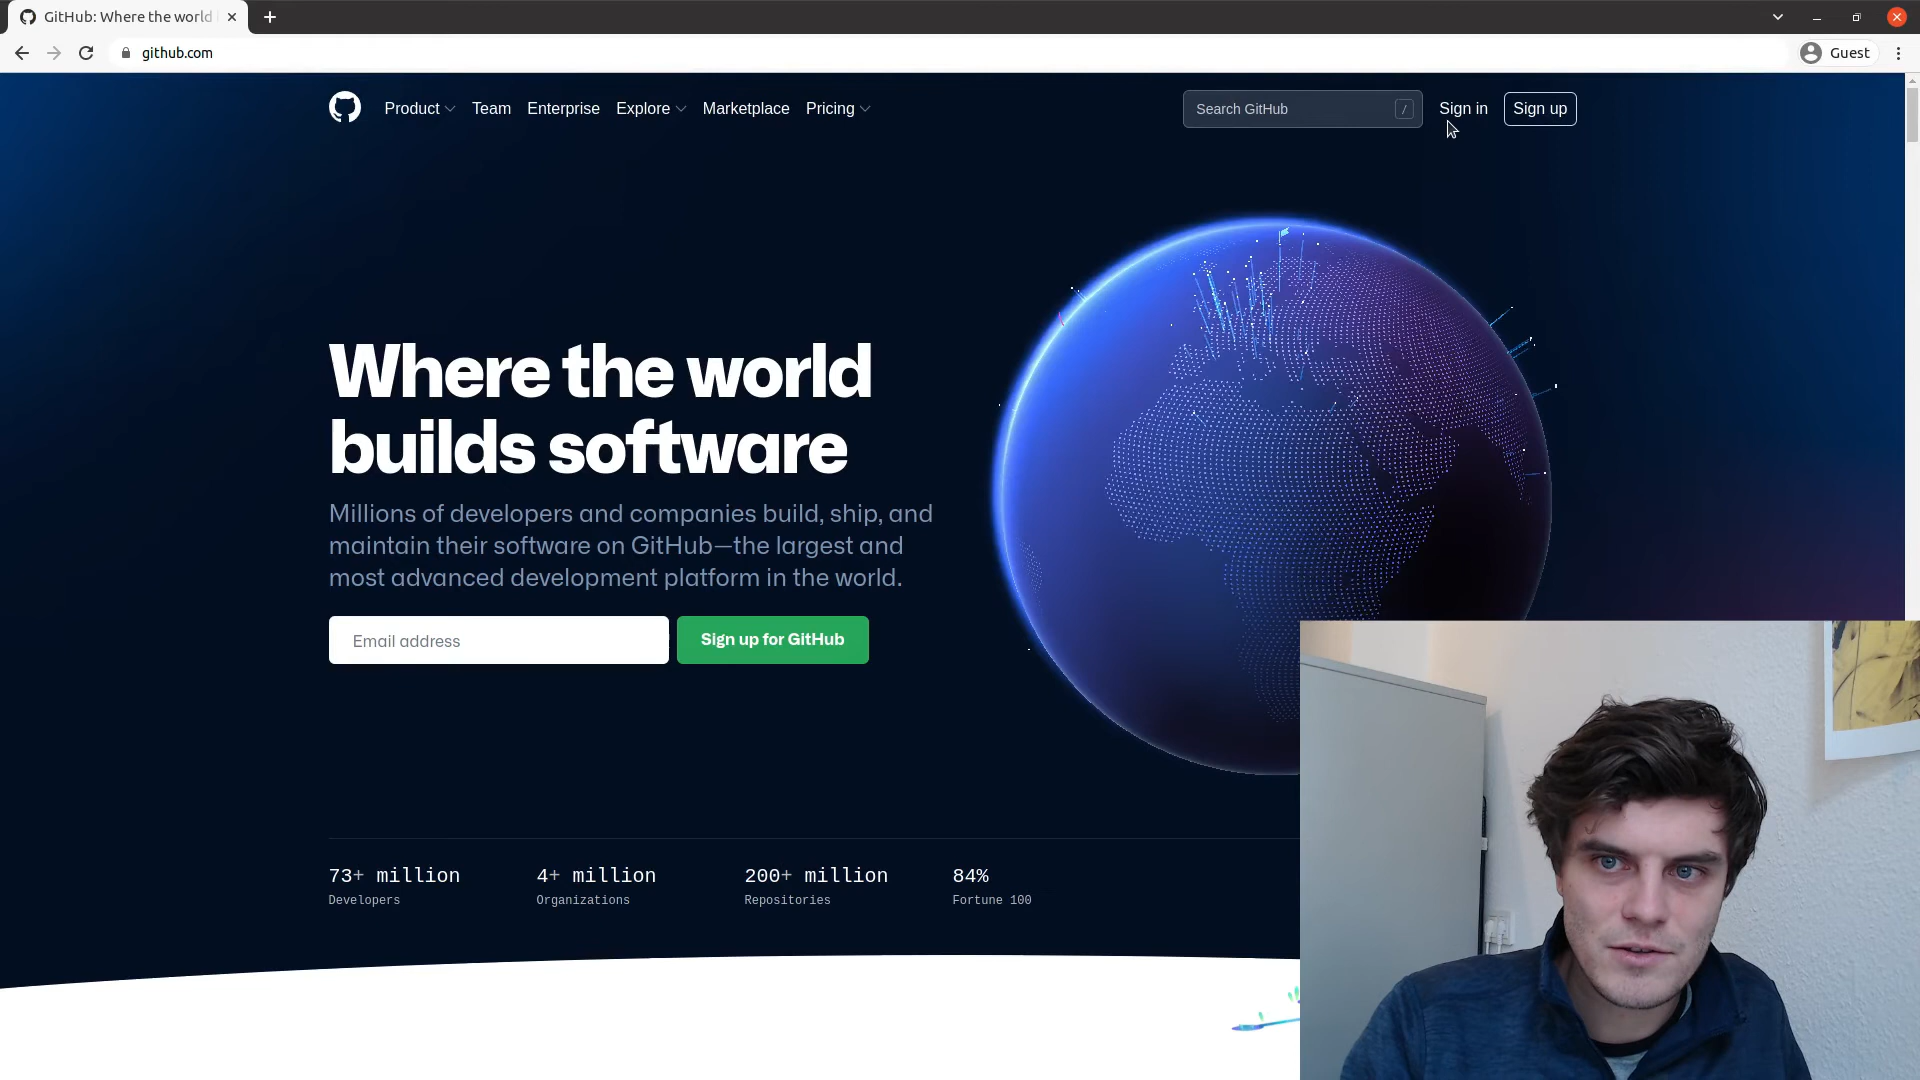 GitHub: Where the world
github.com
Guest
Product Team Enterprise Explore Marketplace Pricing
Search GitHub /
Sign in
Sign up
Where the world
builds software
Millions of developers and companies build, ship, and
maintain their software on GitHub—the largest and
most advanced development platform in the world.
Email address
Sign up for GitHub
73+ million
Developers
4+ million
Organizations
200+ million
Repositories
84%
Fortune 100